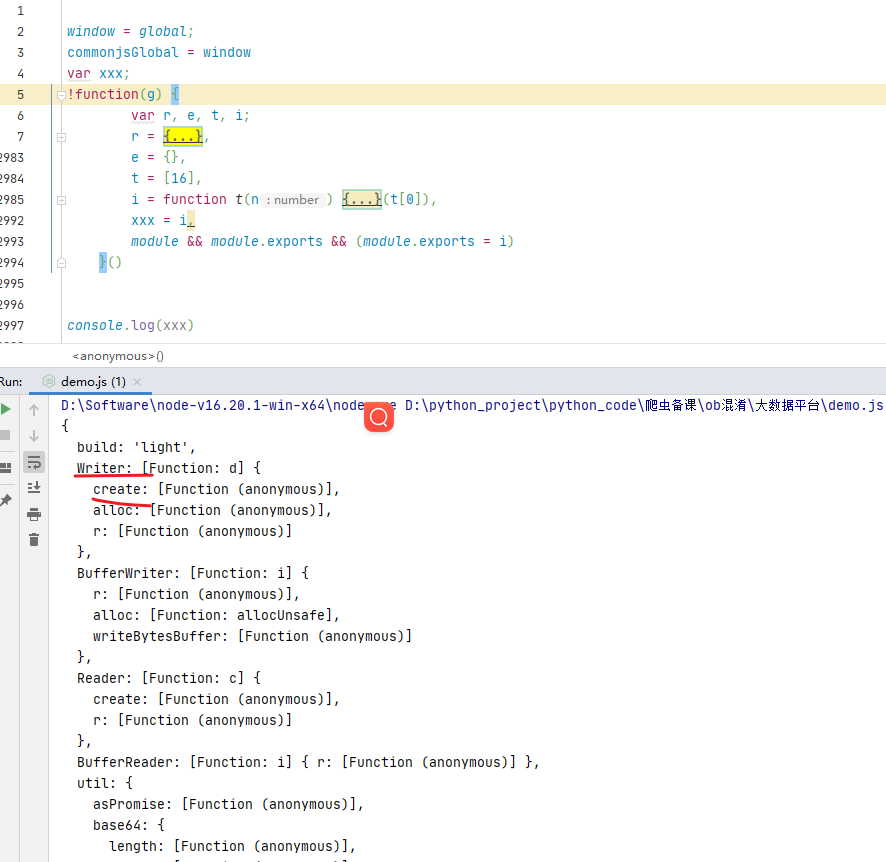 1
2 window = global;
3 commonjsGlobal = window
4 var xxx;
5 !function(g) {
6 var r, e, t, i;
7 r = {...},
2983 e = {},
2984 t = [16],
2985 i = function t(n : number ) {...}(t[0]),
2992 xxx = i,
2993 module && module.exports && (module.exports = i)
2994 }()
2995
2996
2997 console.log(xxx)
<anonymous>()
Run: demo.js (1) ×
D:\Software\node-v16.20.1-win-x64\node e D:\python_project\python_code\爬虫备课\ob混淆\大数据平台\demo.js
{
build: 'light',
Writer: [Function: d] {
create: [Function (anonymous)],
alloc: [Function (anonymous)],
r: [Function (anonymous)]
},
BufferWriter: [Function: i] {
r: [Function (anonymous)],
alloc: [Function: allocUnsafe],
writeBytesBuffer: [Function (anonymous)]
},
Reader: [Function: c] {
create: [Function (anonymous)],
r: [Function (anonymous)]
},
BufferReader: [Function: i] { r: [Function (anonymous)] },
util: {
asPromise: [Function (anonymous)],
base64: {
length: [Function (anonymous)],